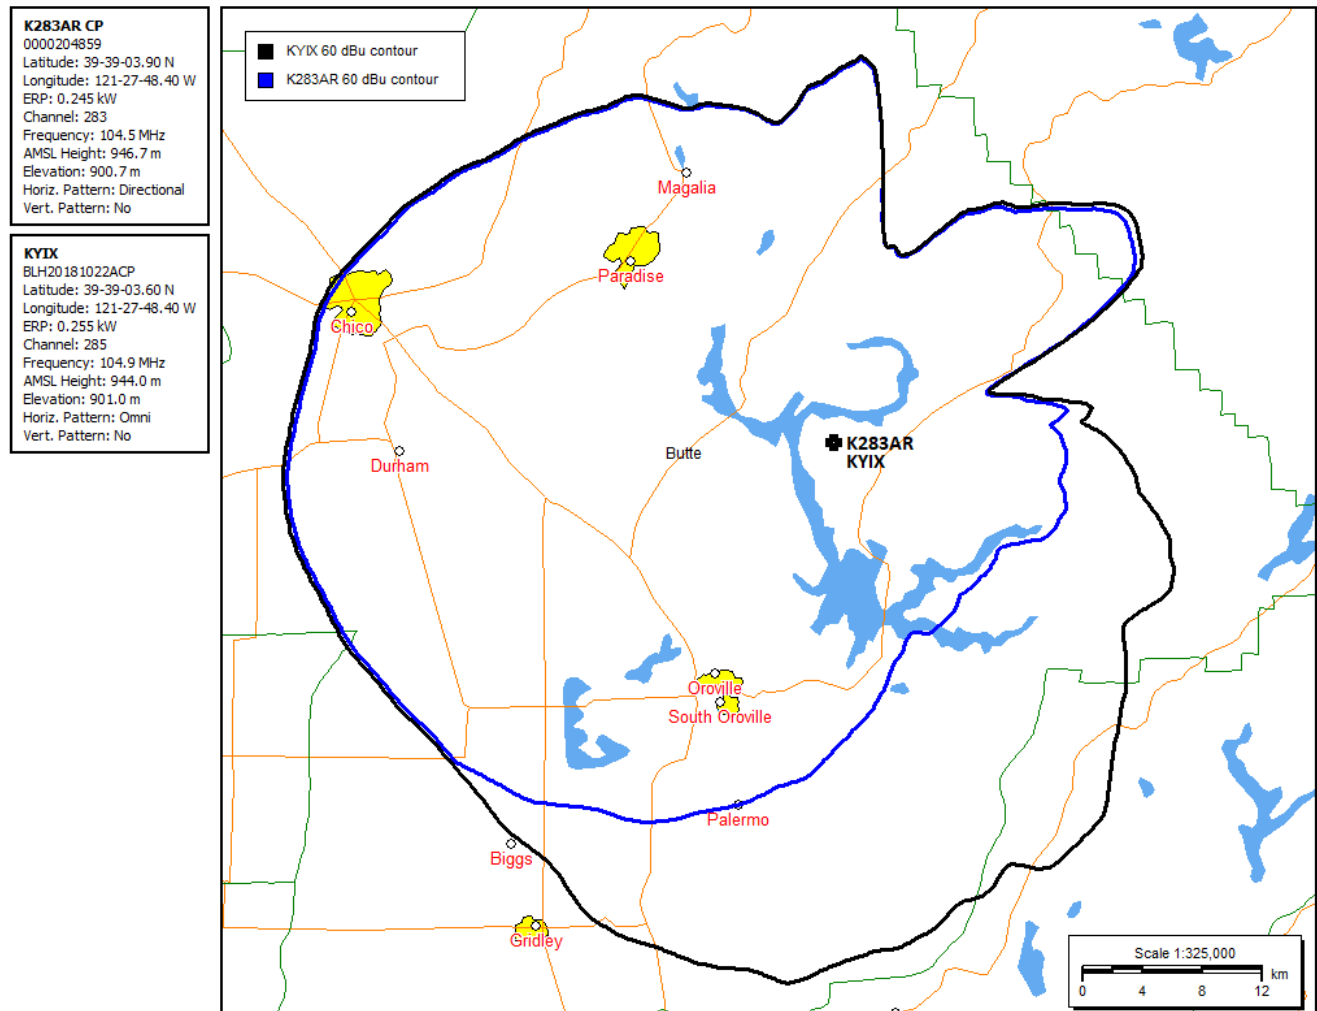 K283AR CP
0000204859
Latitude: 39-39-03.90 N
Longitude: 121-27-48.40 W
ERP: 0.245 kW
Channel: 283
Frequency: 104.5 MHz
AMSL Height: 946.7 m
Elevation: 900.7 m
Horiz. Pattern: Directional
Vert. Pattern: No
KYIX
BLH20181022ACP
Latitude: 39-39-03.60 N
Longitude: 121-27-48.40 W
ERP: 0.255 kW
Channel: 285
Frequency: 104.9 MHz
AMSL Height: 944.0 m
Elevation: 901.0 m
Horiz. Pattern: Omni
Vert. Pattern: No
KYIX 60 dBu contour
K283AR 60 dBu contour
Magalia
Paradise
Chico
Durham
Butte
K283AR
KYIX
Oroville
South Oroville
Palermo
Biggs
Gridley
Scale 1:325,000
km
0 4 8 12